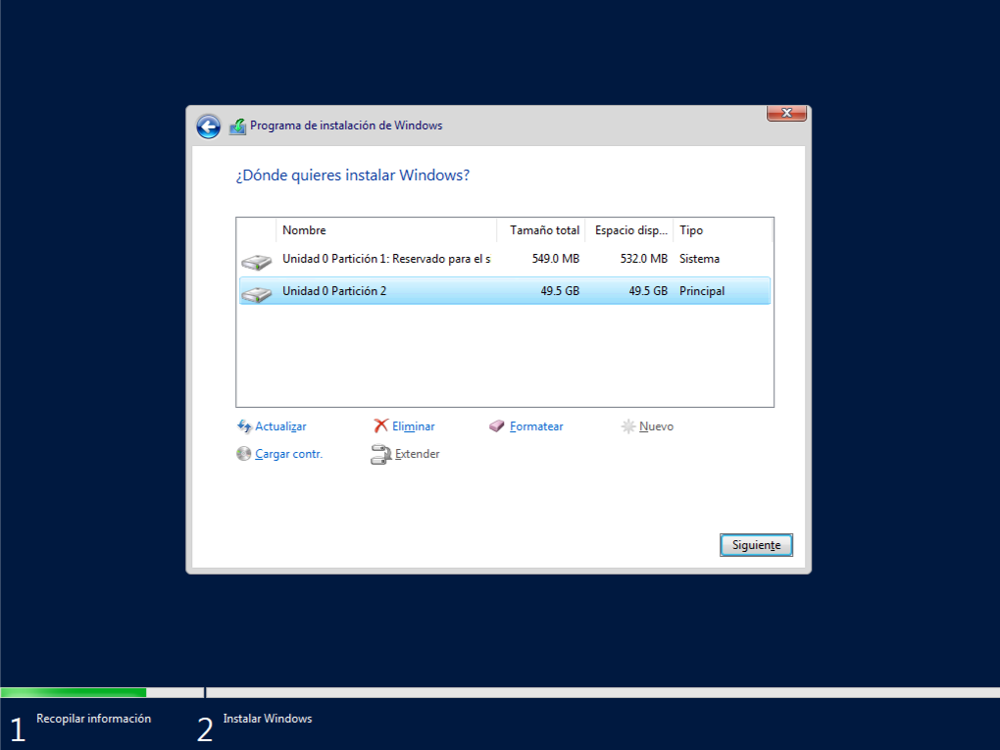 Programa de instalación de Windows
¿Dónde quieres instalar Windows?
Nombre Tamaño total Espacio disp... Tipo
Unidad 0 Partición 1: Reservado para el s 549.0 MB 532.0 MB Sistema
Unidad 0 Partición 2 49.5 GB 49.5 GB Principal
Actualizar Eliminar Formatear Nuevo
Cargar contr. Extender
Siguiente
1 Recopilar información 2 Instalar Windows